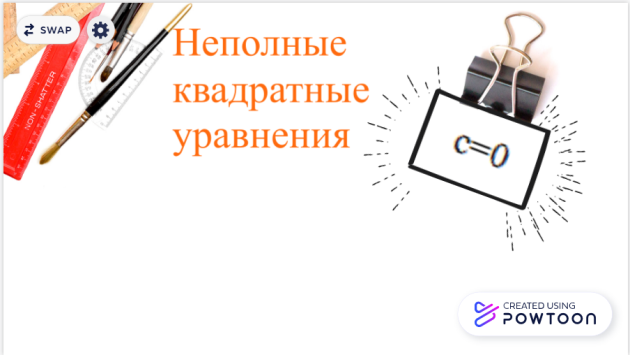 SWAP
Неполные
квадратные
уравнения
c=0
NON-SHATTER
CREATED USING
POWTOON